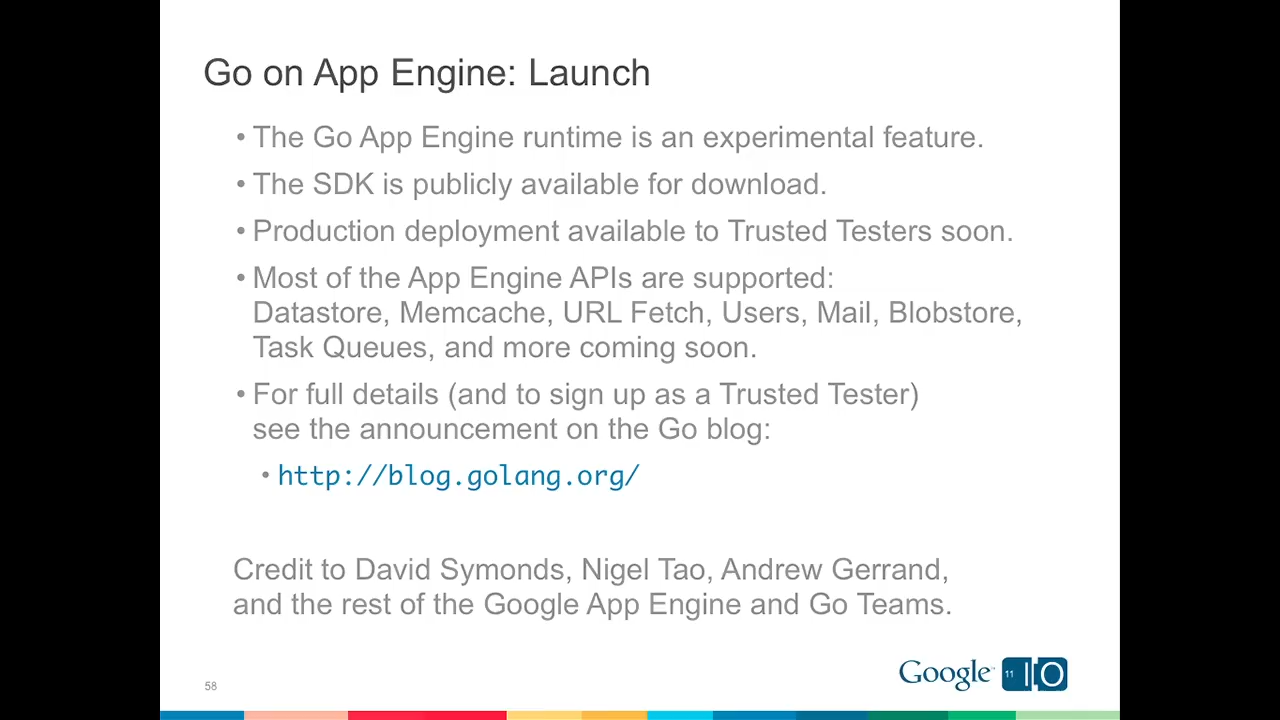 Go on App Engine: Launch
• The Go App Engine runtime is an experimental feature.
• The SDK is publicly available for download.
• Production deployment available to Trusted Testers soon.
• Most of the App Engine APIs are supported:
Datastore, Memcache, URL Fetch, Users, Mail, Blobstore,
Task Queues, and more coming soon.
• For full details (and to sign up as a Trusted Tester)
see the announcement on the Go blog:
• http://blog.golang.org/
Credit to David Symonds, Nigel Tao, Andrew Gerrand,
and the rest of the Google App Engine and Go Teams.
58
Google 11 IO